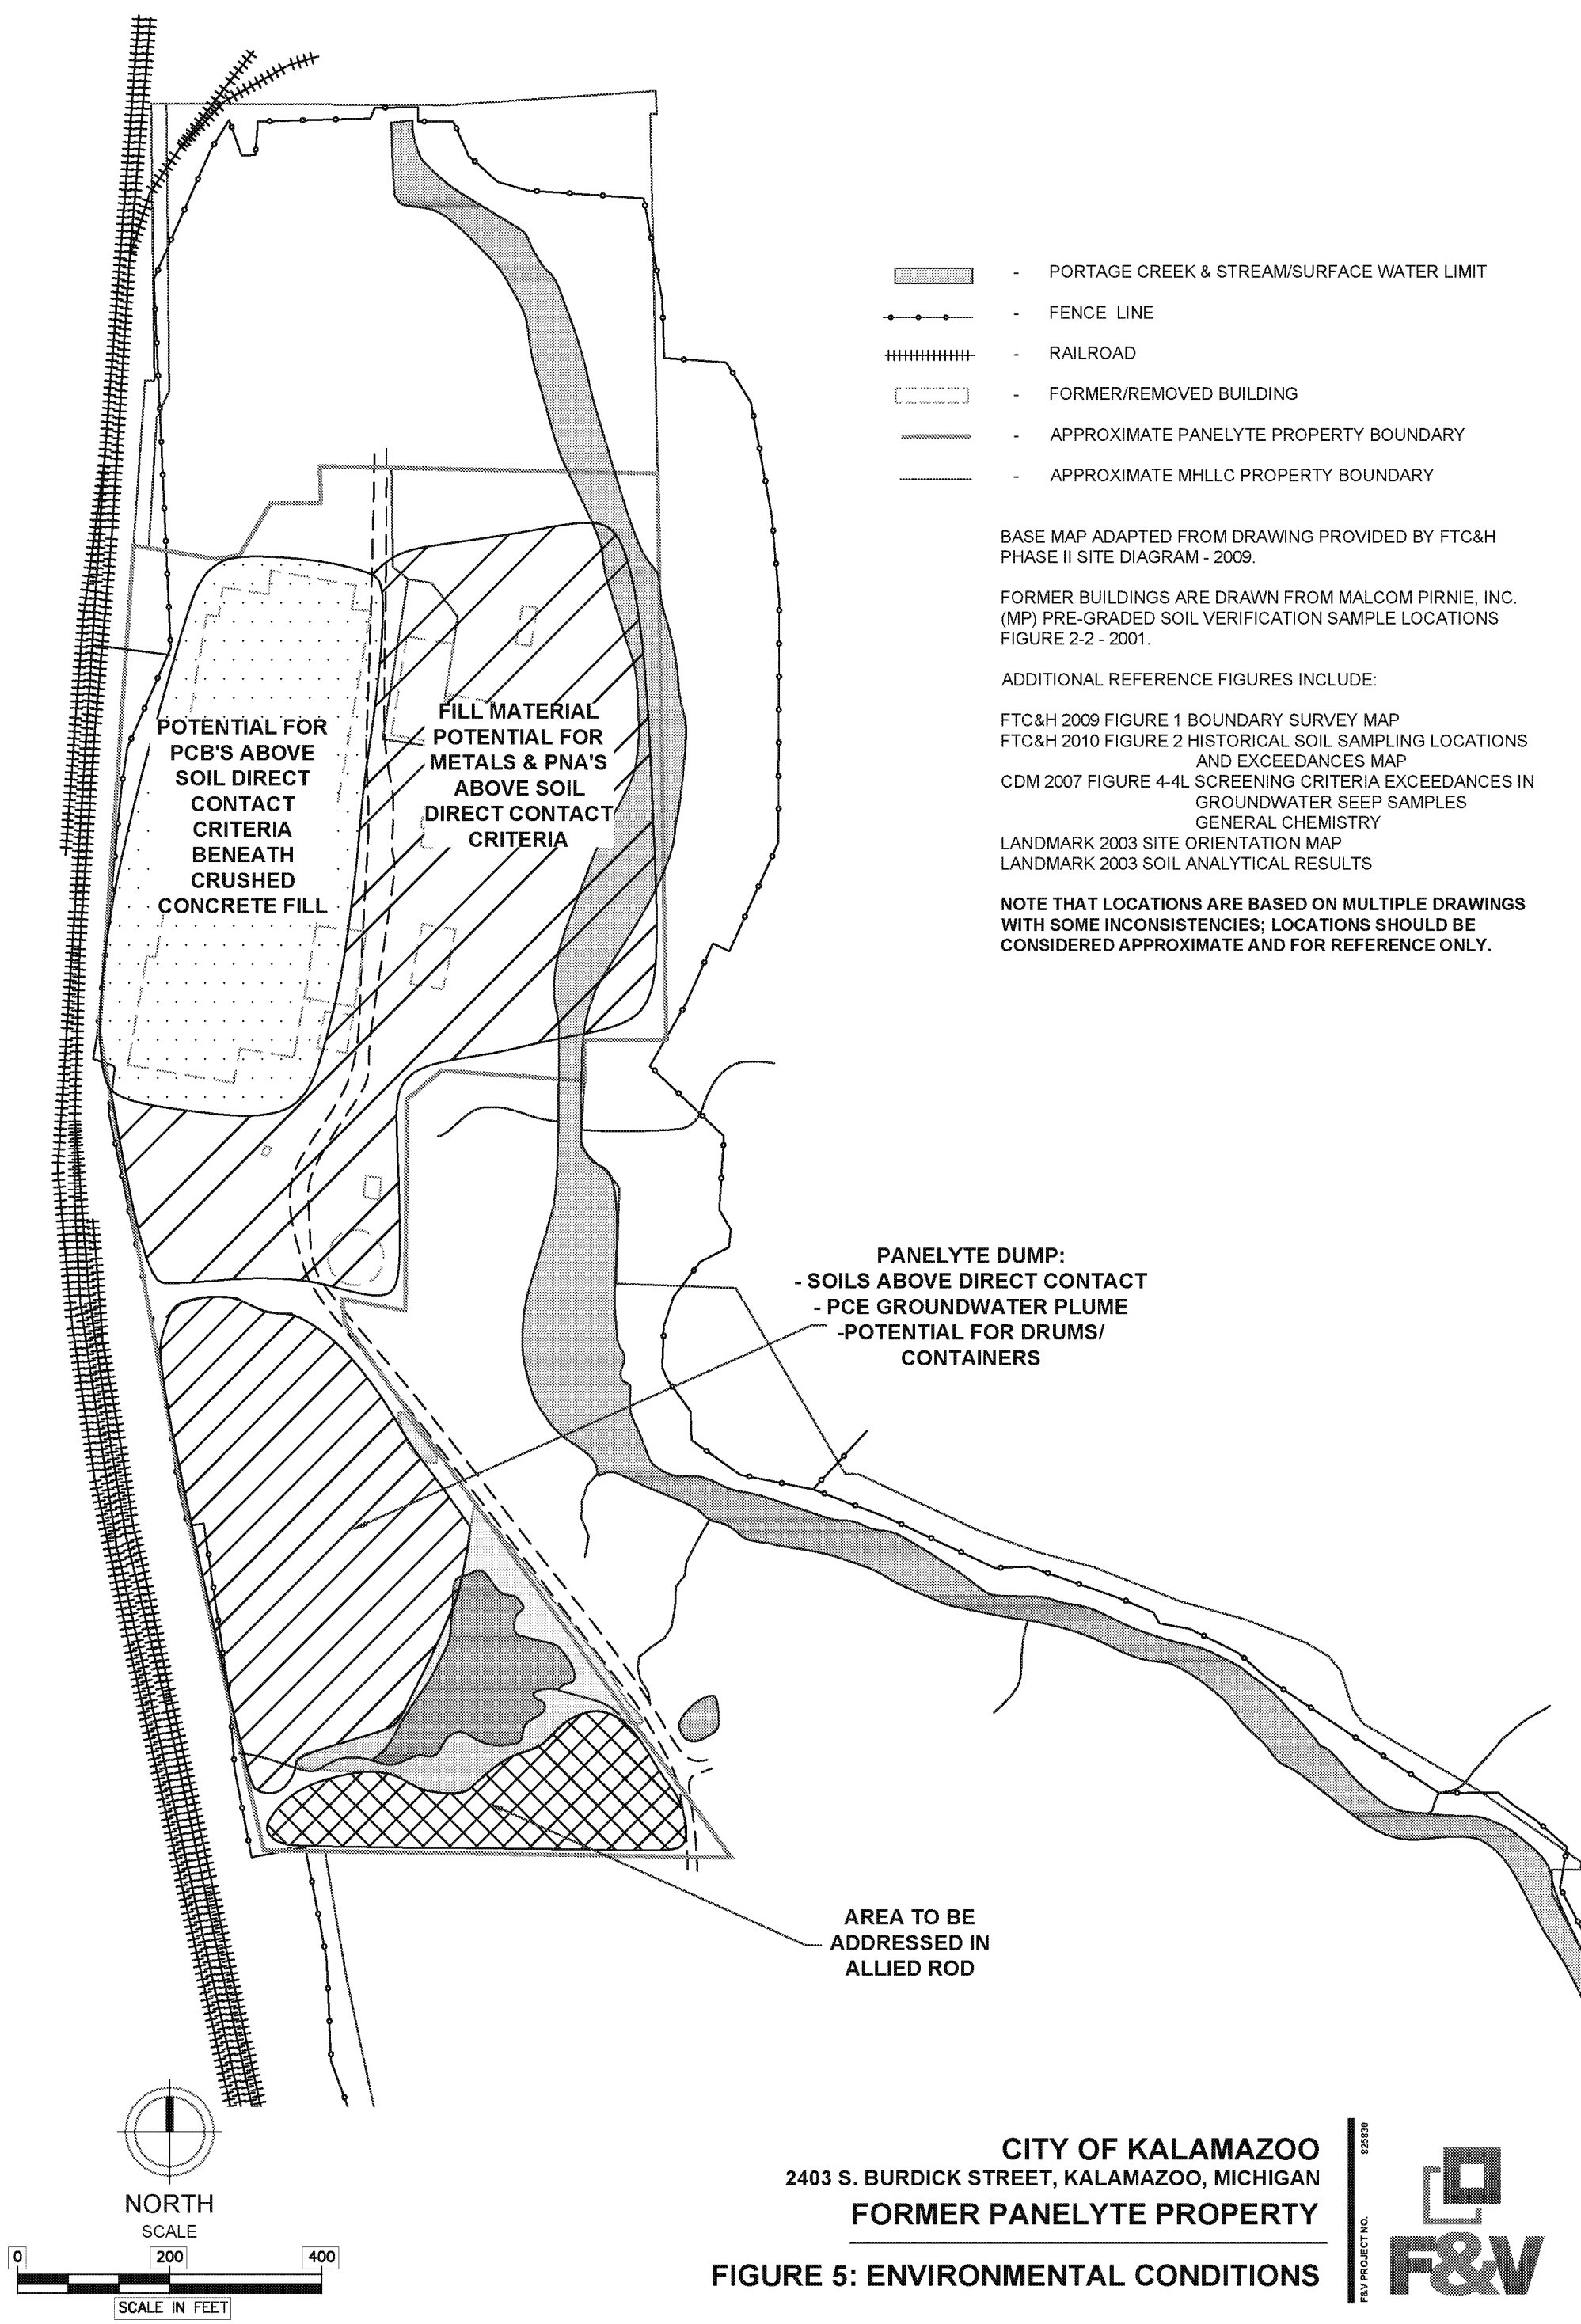 - PORTAGE CREEK & STREAM/SURFACE WATER LIMIT
- FENCE LINE
- RAILROAD
- FORMER/REMOVED BUILDING
- APPROXIMATE PANELYTE PROPERTY BOUNDARY
- APPROXIMATE MHLLC PROPERTY BOUNDARY
BASE MAP ADAPTED FROM DRAWING PROVIDED BY FTC&H
PHASE II SITE DIAGRAM - 2009.
FORMER BUILDINGS ARE DRAWN FROM MALCOM PIRNIE, INC.
(MP) PRE-GRADED SOIL VERIFICATION SAMPLE LOCATIONS
FIGURE 2-2 - 2001.
ADDITIONAL REFERENCE FIGURES INCLUDE:
FTC&H 2009 FIGURE 1 BOUNDARY SURVEY MAP
FTC&H 2010 FIGURE 2 HISTORICAL SOIL SAMPLING LOCATIONS
AND EXCEEDANCES MAP
CDM 2007 FIGURE 4-4L SCREENING CRITERIA EXCEEDANCES IN
GROUNDWATER SEEP SAMPLES
GENERAL CHEMISTRY
LANDMARK 2003 SITE ORIENTATION MAP
LANDMARK 2003 SOIL ANALYTICAL RESULTS
NOTE THAT LOCATIONS ARE BASED ON MULTIPLE DRAWINGS
WITH SOME INCONSISTENCIES; LOCATIONS SHOULD BE
CONSIDERED APPROXIMATE AND FOR REFERENCE ONLY.
POTENTIAL FOR
PCB'S ABOVE
SOIL DIRECT
CONTACT
CRITERIA
BENEATH
CRUSHED
CONCRETE FILL
FILL MATERIAL
POTENTIAL FOR
METALS & PNA'S
ABOVE SOIL
DIRECT CONTACT
CRITERIA
PANELYTE DUMP:
- SOILS ABOVE DIRECT CONTACT
- PCE GROUNDWATER PLUME
-POTENTIAL FOR DRUMS/
CONTAINERS
AREA TO BE
ADDRESSED IN
ALLIED ROD
NORTH
SCALE
0 200 400
SCALE IN FEET
CITY OF KALAMAZOO
2403 S. BURDICK STREET, KALAMAZOO, MICHIGAN
FORMER PANELYTE PROPERTY
FIGURE 5: ENVIRONMENTAL CONDITIONS
F&V PROJECT NO. 825830
F&V